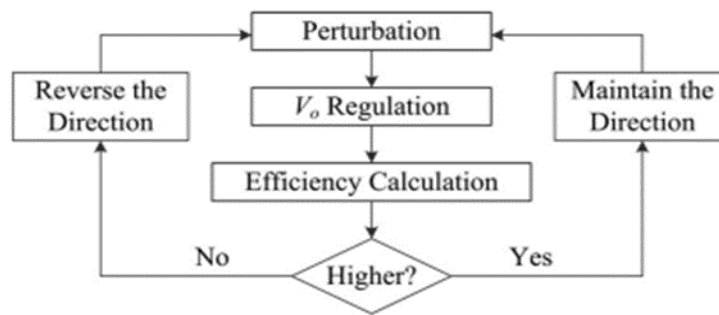 Perturbation
Reverse the
Direction
Vo Regulation
Maintain the
Direction
Efficiency Calculation
No
Higher?
Yes